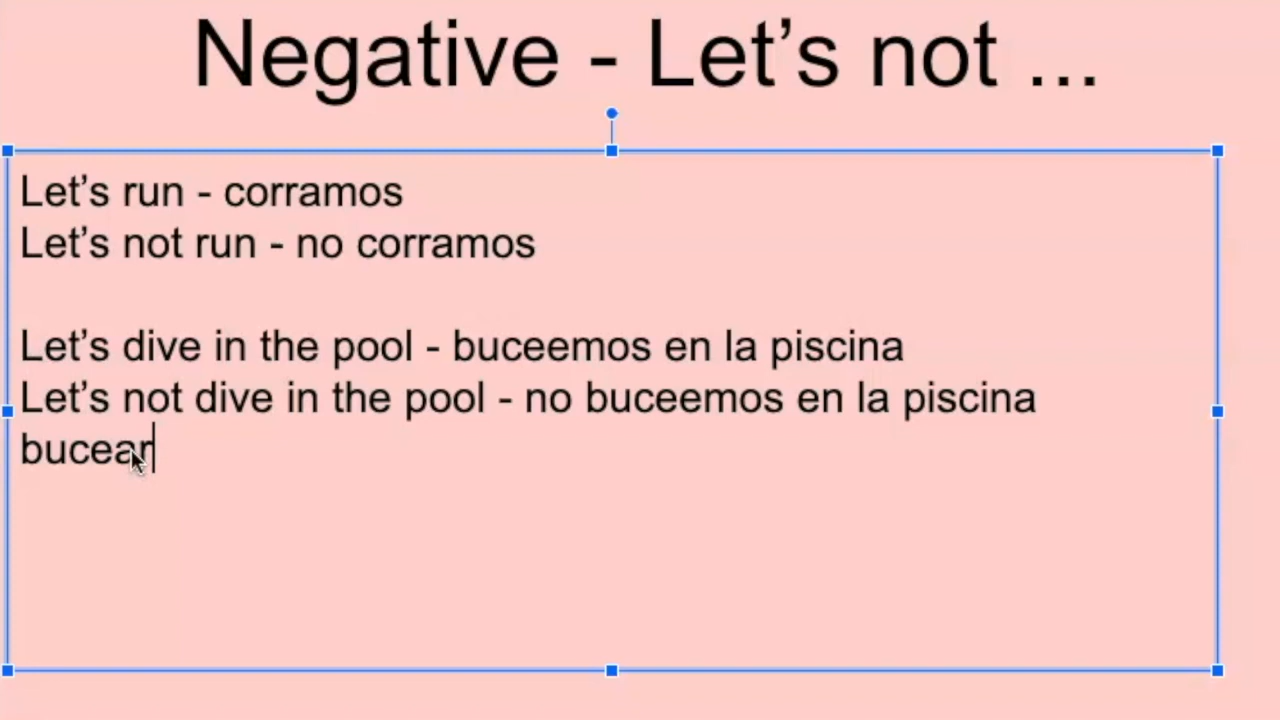 Negative - Let’s not ...
Let’s run - corramos
Let’s not run - no corramos
Let’s dive in the pool - buceemos en la piscina
Let’s not dive in the pool - no buceemos en la piscina
bucear